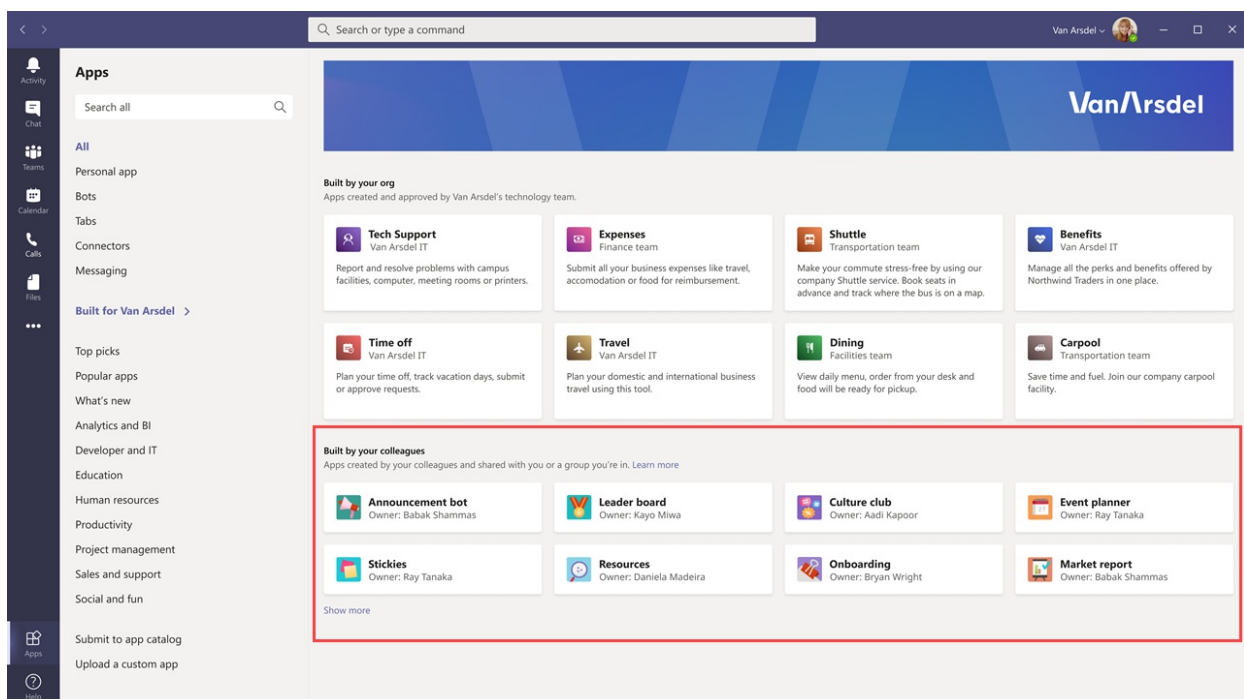 Search or type a command
Van Arsdel
Activity
Chat
Teams
Calendar
Calls
Files
Apps
Help
Apps
Search all
All
Personal app
Bots
Tabs
Connectors
Messaging
Built for Van Arsdel
Top picks
Popular apps
What's new
Analytics and BI
Developer and IT
Education
Human resources
Productivity
Project management
Sales and support
Social and fun
Submit to app catalog
Upload a custom app
VanArsdel
Built by your org
Apps created and approved by Van Arsdel's technology team.
Tech Support
Van Arsdel IT
Report and resolve problems with campus
facilities, computer, meeting rooms or printers.
Expenses
Finance team
Submit all your business expenses like travel,
accomodation or food for reimbursement.
Shuttle
Transportation team
Make your commute stress-free by using our
company Shuttle service. Book seats in
advance and track where the bus is on a map.
Benefits
Van Arsdel IT
Manage all the perks and benefits offered by
Northwind Traders in one place.
Time off
Van Arsdel IT
Plan your time off, track vacation days, submit
or approve requests.
Travel
Van Arsdel IT
Plan your domestic and international business
travel using this tool.
Dining
Facilities team
View daily menu, order from your desk and
food will be ready for pickup.
Carpool
Transportation team
Save time and fuel. Join our company carpool
facility.
Built by your colleagues
Apps created by your colleagues and shared with you or a group you're in. Learn more
Announcement bot
Owner: Babak Shammas
Leader board
Owner: Kayo Miwa
Culture club
Owner: Aadi Kapoor
Event planner
Owner: Ray Tanaka
Stickies
Owner: Ray Tanaka
Resources
Owner: Daniela Madeira
Onboarding
Owner: Bryan Wright
Market report
Owner: Babak Shammas
Show more